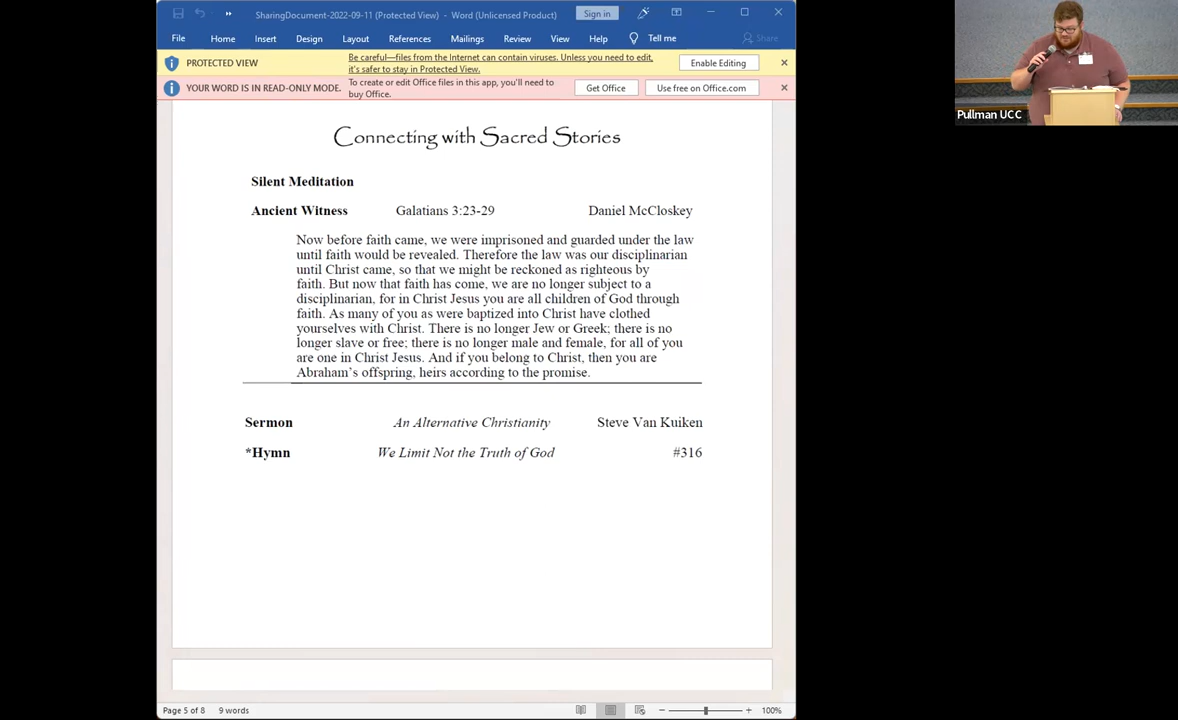 SharingDocument-2022-09-11 (Protected View) - Word (Unlicensed Product)
Sign in
File Home Insert Design Layout References Mailings Review View Help Tell me Share
PROTECTED VIEW
Be careful—files from the Internet can contain viruses. Unless you need to edit,
it's safer to stay in Protected View.
Enable Editing
YOUR WORD IS IN READ-ONLY MODE.
To create or edit Office files in this app, you'll need to
buy Office.
Get Office
Use free on Office.com
Connecting with Sacred Stories
Silent Meditation
Ancient Witness Galatians 3:23-29 Daniel McCloskey
Now before faith came, we were imprisoned and guarded under the law
until faith would be revealed. Therefore the law was our disciplinarian
until Christ came, so that we might be reckoned as righteous by
faith. But now that faith has come, we are no longer subject to a
disciplinarian, for in Christ Jesus you are all children of God through
faith. As many of you as were baptized into Christ have clothed
yourselves with Christ. There is no longer Jew or Greek; there is no
longer slave or free; there is no longer male and female, for all of you
are one in Christ Jesus. And if you belong to Christ, then you are
Abraham's offspring, heirs according to the promise.
Sermon An Alternative Christianity Steve Van Kuiken
*Hymn We Limit Not the Truth of God #316
Page 5 of 8 9 words
100%
Pullman UCC